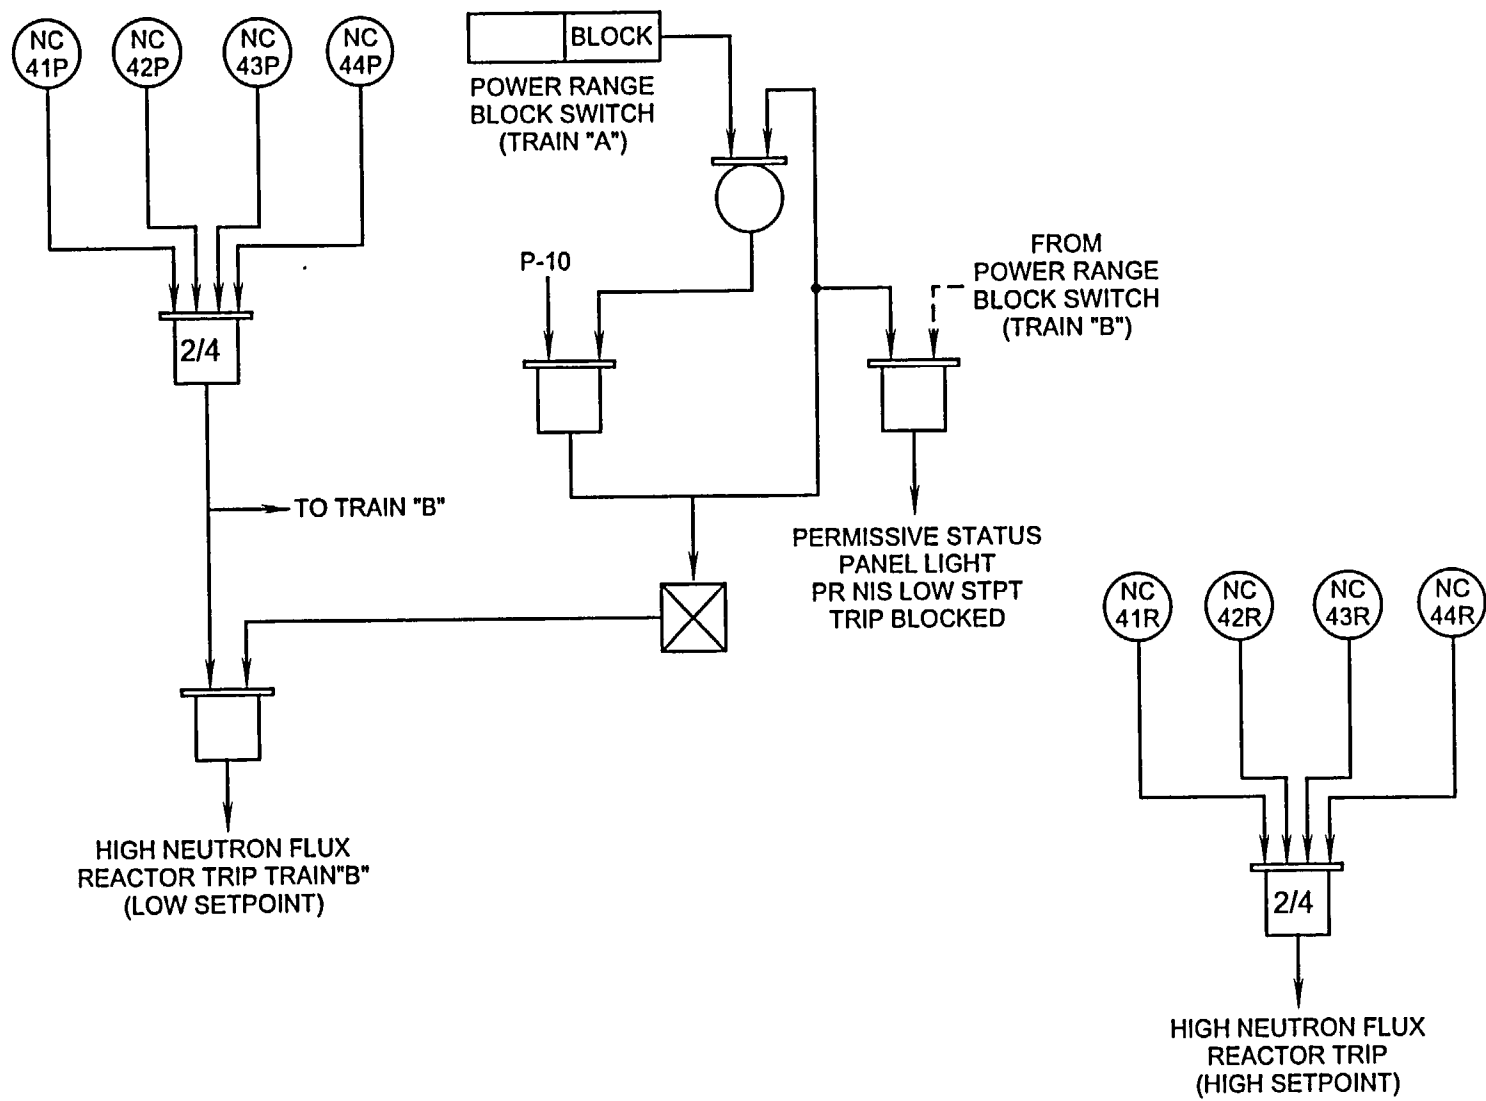 NC
41P
NC
42P
NC
43P
NC
44P
BLOCK
POWER RANGE
BLOCK SWITCH
(TRAIN "A")
P-10
FROM
POWER RANGE
BLOCK SWITCH
(TRAIN "B")
2/4
TO TRAIN "B"
PERMISSIVE STATUS
PANEL LIGHT
PR NIS LOW STPT
TRIP BLOCKED
HIGH NEUTRON FLUX
REACTOR TRIP TRAIN"B"
(LOW SETPOINT)
NC
41R
NC
42R
NC
43R
NC
44R
2/4
HIGH NEUTRON FLUX
REACTOR TRIP
(HIGH SETPOINT)